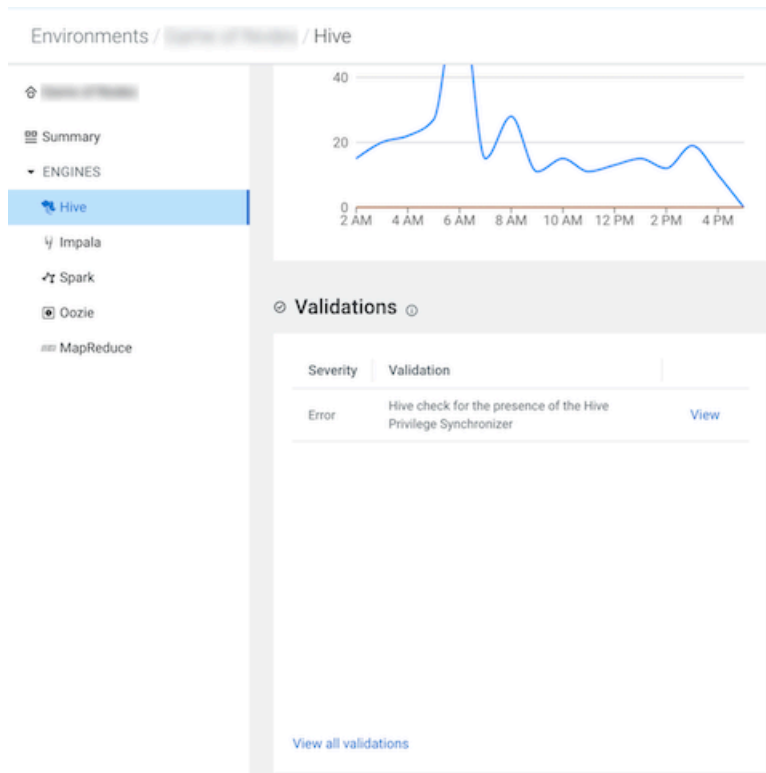 Environments / / Hive
Summary
ENGINES
Hive
Impala
Spark
Oozie
MapReduce
40
20
0
2 AM 4 AM 6 AM 8 AM 10 AM 12 PM 2 PM 4 PM
Validations
Severity Validation
Error Hive check for the presence of the Hive
Privilege Synchronizer View
View all validations